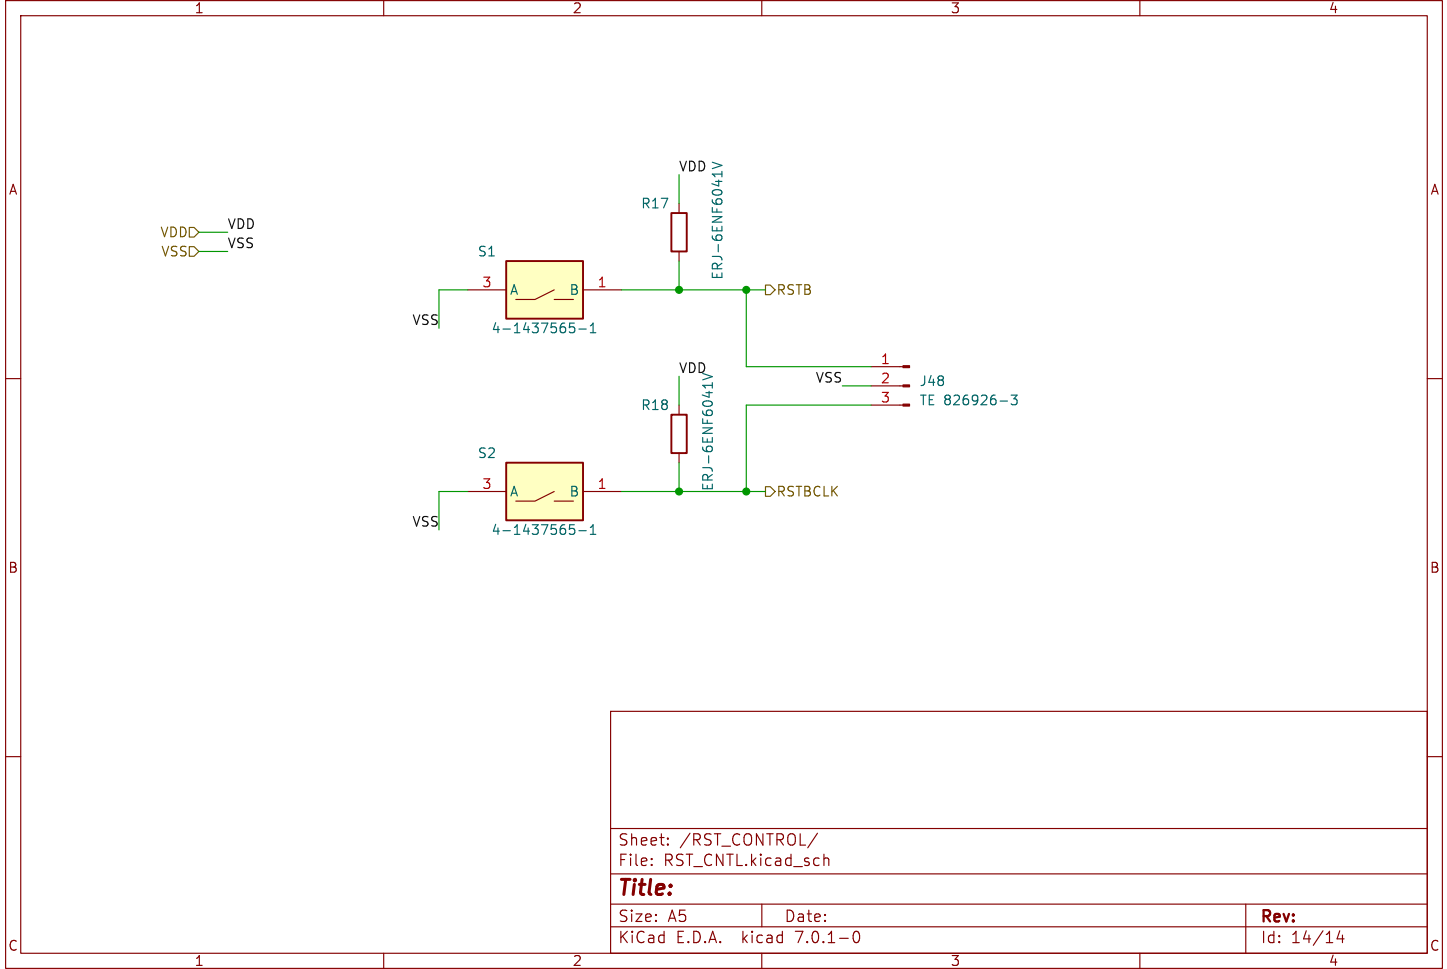 1 2 3 4
A A
VDD
R17
ERJ-6ENF6041V
VDD VDD
VSS VSS
S1
3 A B 1
RSTB
VSS
4-1437565-1
1
VDD
VSS 2 J48
3 TE 826926-3
R18
ERJ-6ENF6041V
S2
3 A B 1
RSTBCLK
VSS
4-1437565-1
B B
Sheet: /RST_CONTROL/
File: RST_CNTL.kicad_sch
Title:
Size: A5 Date: Rev:
KiCad E.D.A. kicad 7.0.1-0 Id: 14/14
C C
1 2 3 4